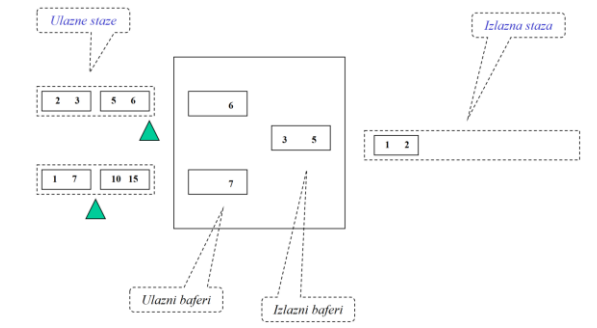 Ulazne staze
Izlazna staza
2 3 5 6
6
3 5
1 2
1 7 10 15
7
Ulazni baferi
Izlazni baferi